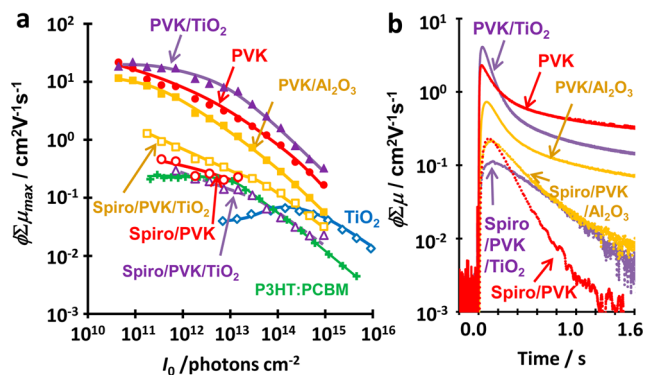 a
ϕΣμmax / cm²V⁻¹s⁻¹
10²
10¹
10⁰
10⁻¹
10⁻²
10⁻³
10¹⁰ 10¹¹ 10¹² 10¹³ 10¹⁴ 10¹⁵ 10¹⁶
I₀ /photons cm⁻²
PVK/TiO₂
PVK
PVK/Al₂O₃
Spiro/PVK/TiO₂
Spiro/PVK
Spiro/PVK/TiO₂
TiO₂
P3HT:PCBM
b
ϕΣμ / cm²V⁻¹s⁻¹
10¹
10⁰
10⁻¹
10⁻²
10⁻³
0.0 1.0 1.6
Time / s
PVK/TiO₂
PVK
PVK/Al₂O₃
Spiro/PVK
/Al₂O₃
Spiro
/PVK
/TiO₂
Spiro/PVK